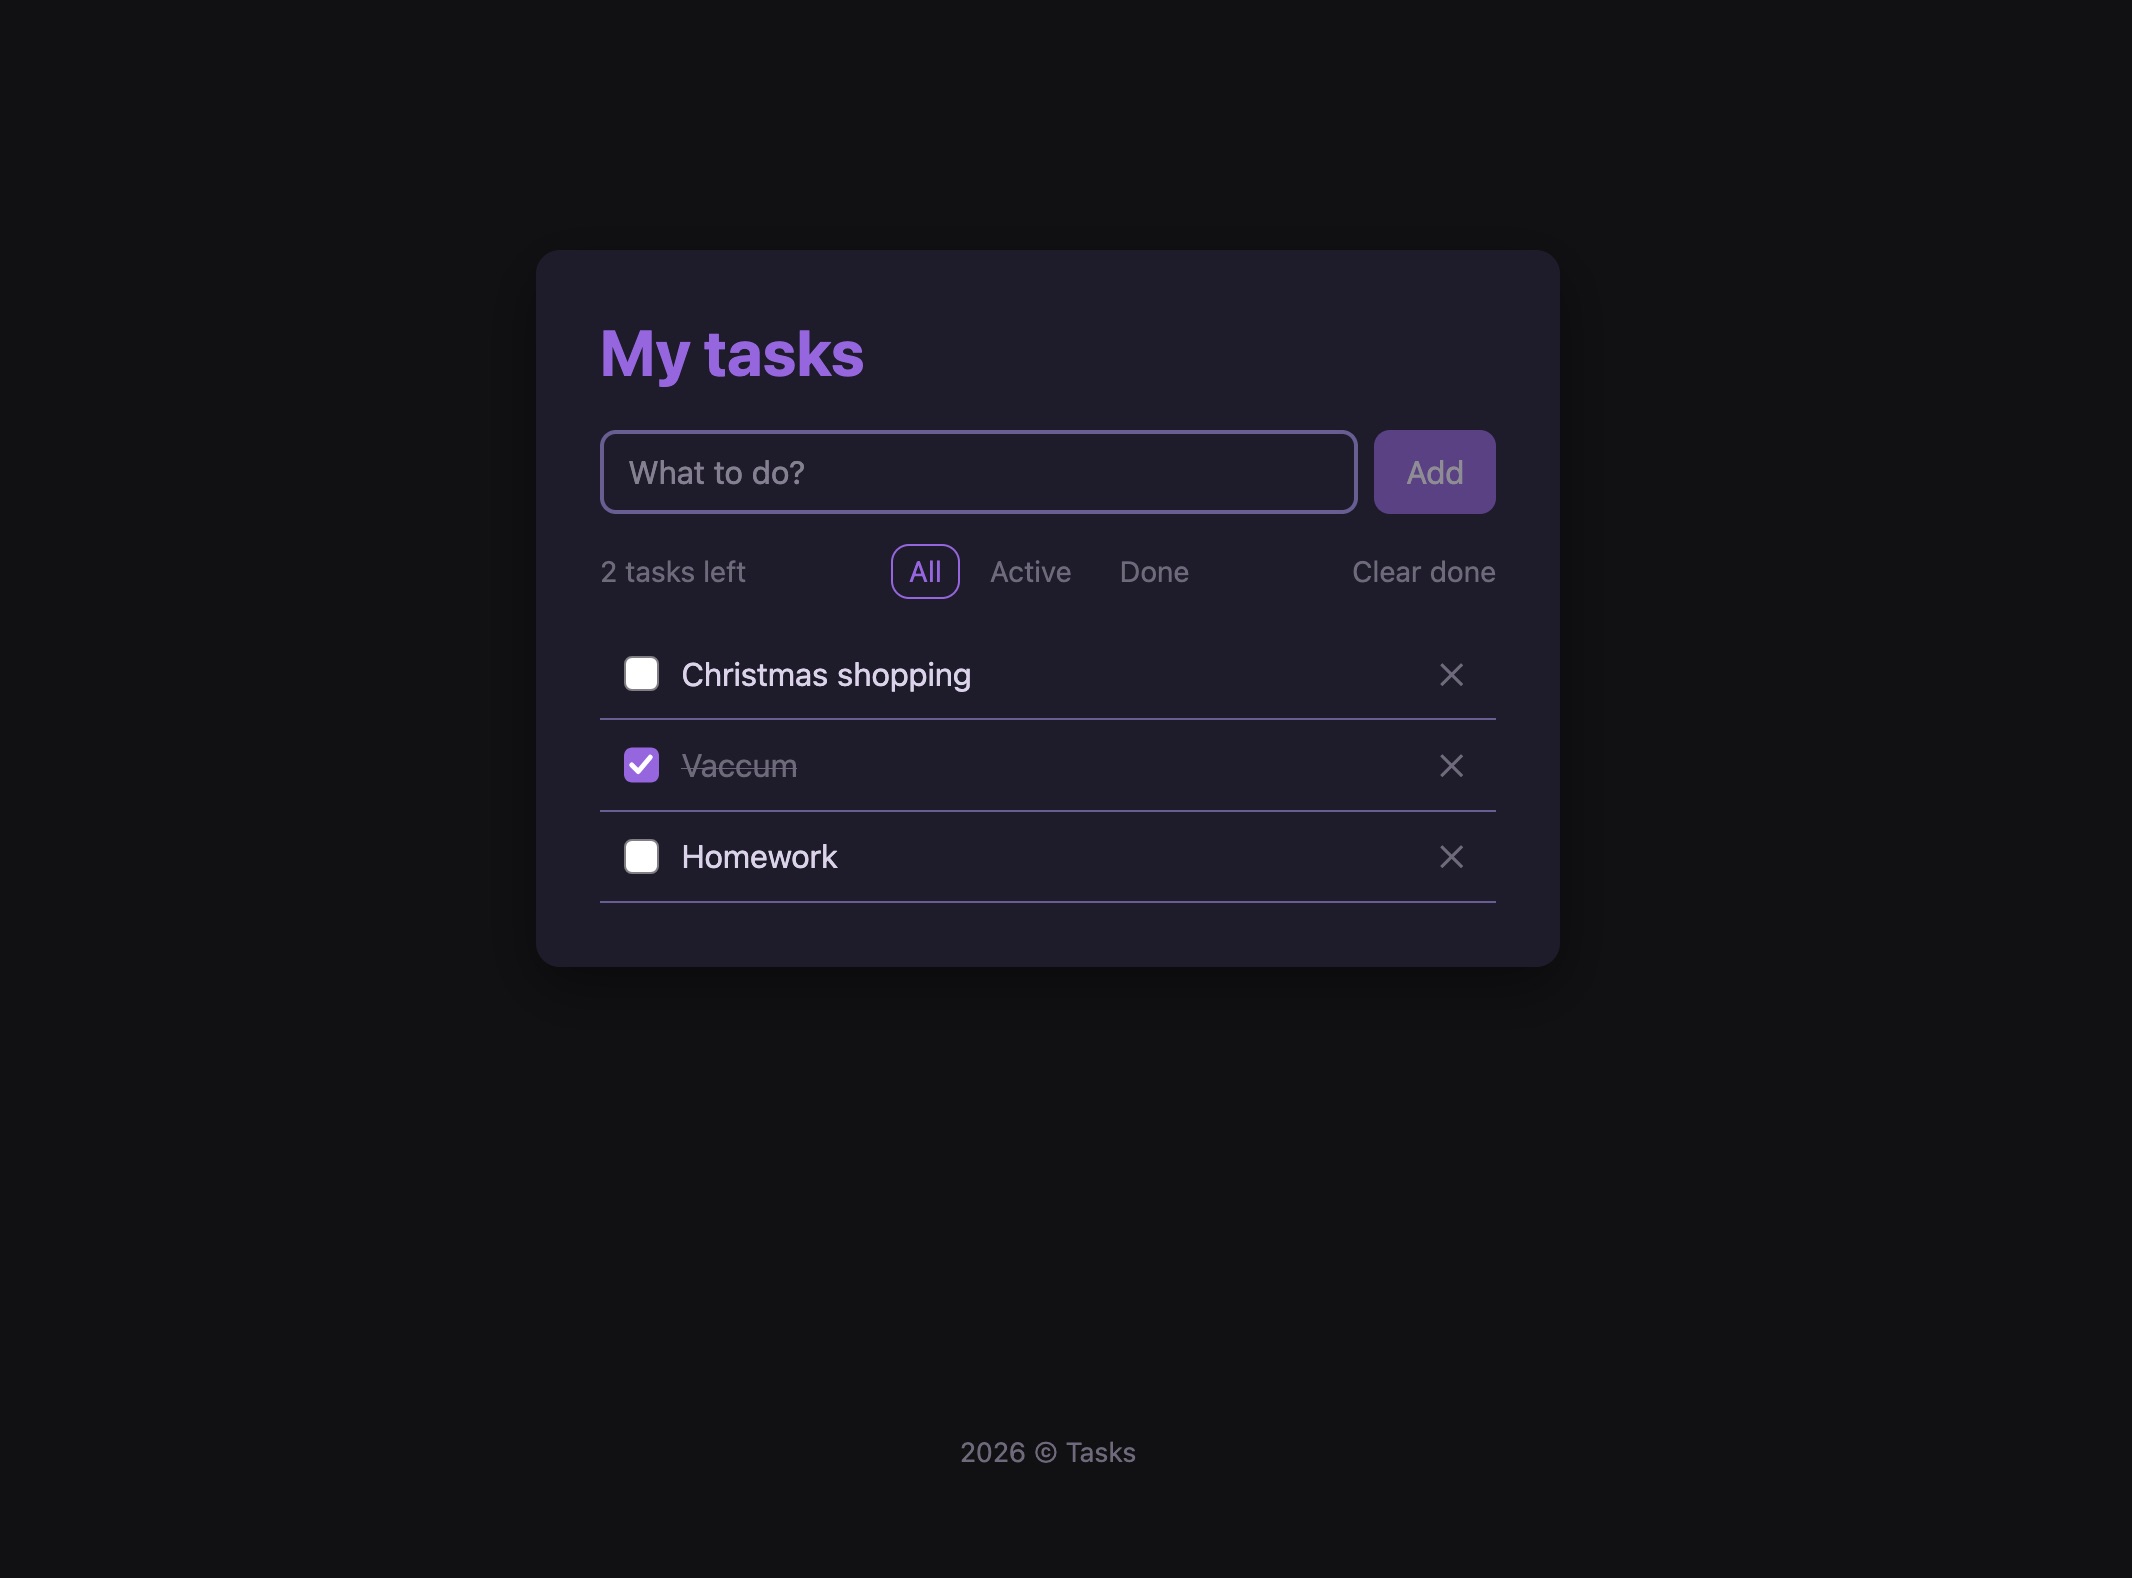 My tasks
What to do? Add
2 tasks left All Active Done Clear done
Christmas shopping
Vaccum
Homework
2026 © Tasks